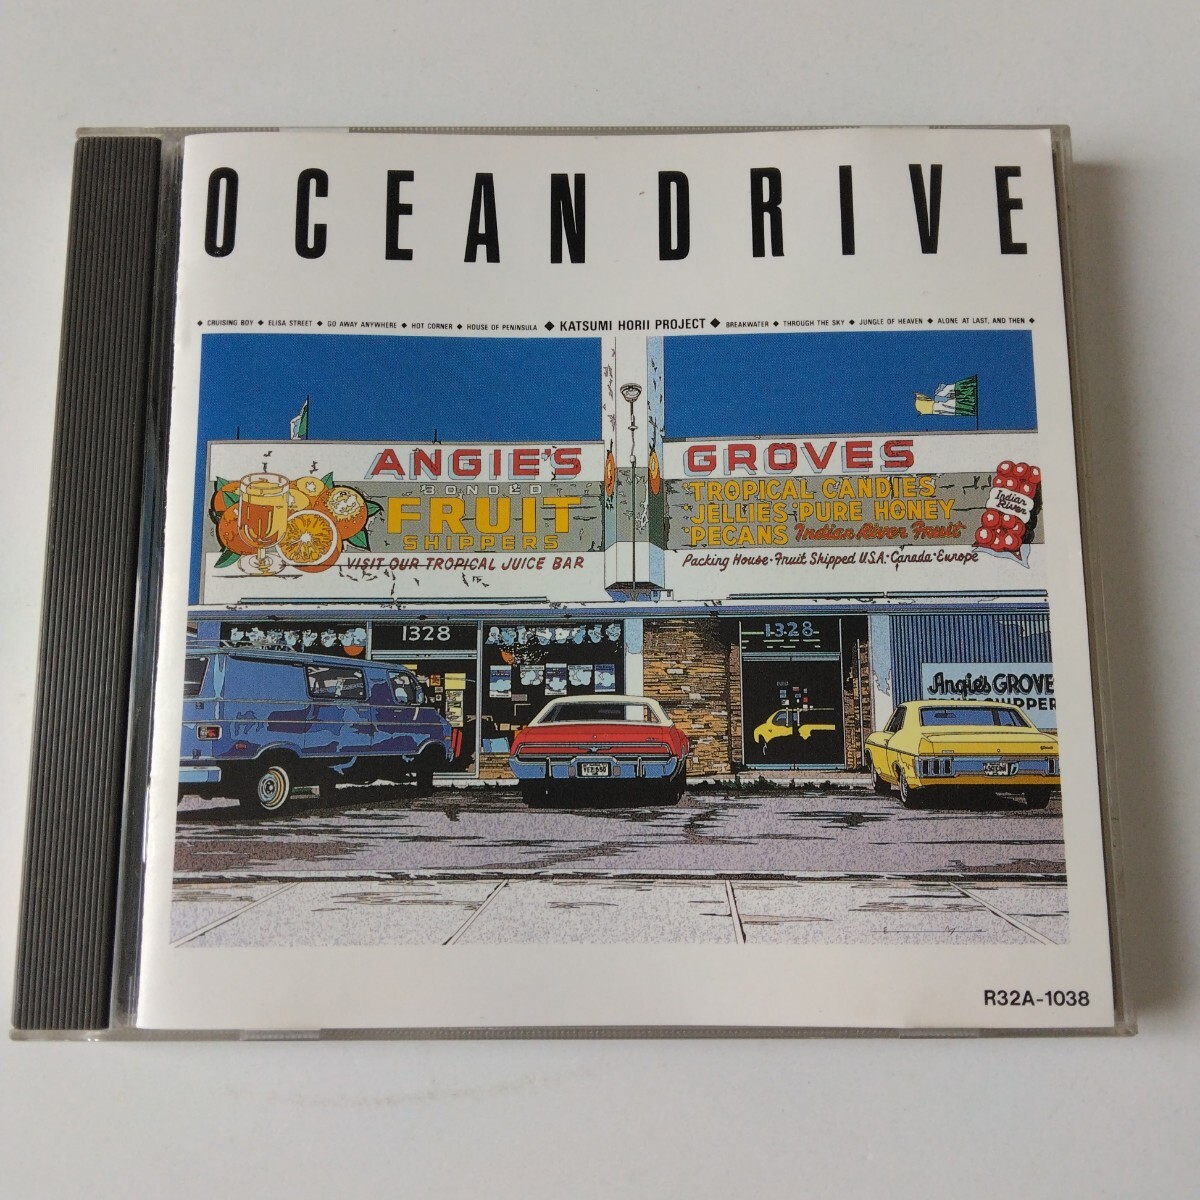 OCEAN DRIVE
◆ CRUISING BOY ◆ ELISA STREET ◆ GO AWAY ANYWHERE ◆ HOT CORNER ◆ HOUSE OF PENINSULA ◆ KATSUMI HORII PROJECT ◆ BREAKWATER ◆ THROUGH THE SKY ◆ JUNGLE OF HEAVEN ◆ ALONE AT LAST, AND THEN ◆
ANGIE'S
BONDED
FRUIT
SHIPPERS
VISIT OUR TROPICAL JUICE BAR
GROVES
TROPICAL CANDIES
JELLIES PURE HONEY
PECANS Indian River Fruit
Packing House · Fruit Shipped U.S.A. · Canada · Europe
Indian
River
1328
1328
Angie's GROVE
R32A-1038